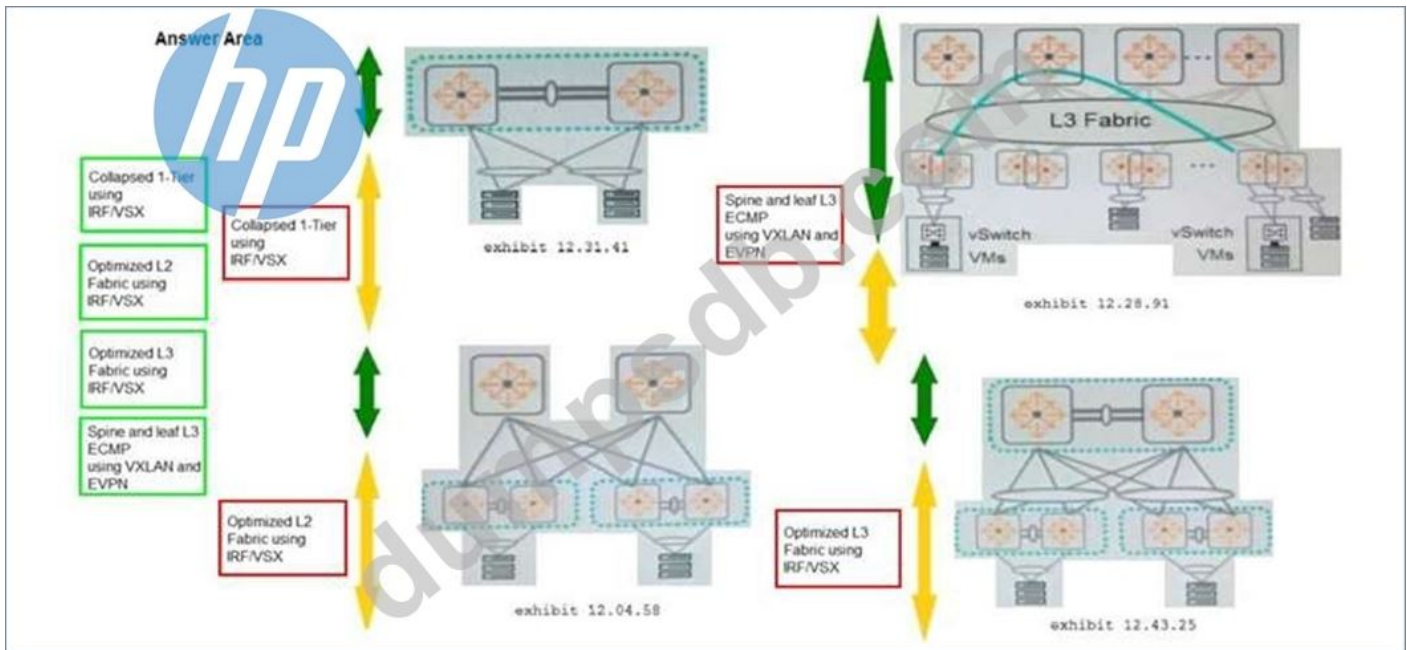 Answer Area
hp
Collapsed 1-Tier
using
IRF/VSX
Optimized L2
Fabric using
IRF/VSX
Optimized L3
Fabric using
IRF/VSX
Spine and leaf L3
ECMP
using VXLAN and
EVPN
Collapsed 1-Tier
using
IRF/VSX
exhibit 12.31.41
Spine and leaf L3
ECMP
using VXLAN and
EVPN
L3 Fabric
vSwitch
VMs
vSwitch
VMs
exhibit 12.28.91
Optimized L2
Fabric using
IRF/VSX
exhibit 12.04.58
Optimized L3
Fabric using
IRF/VSX
exhibit 12.43.25
dumpsdb.com